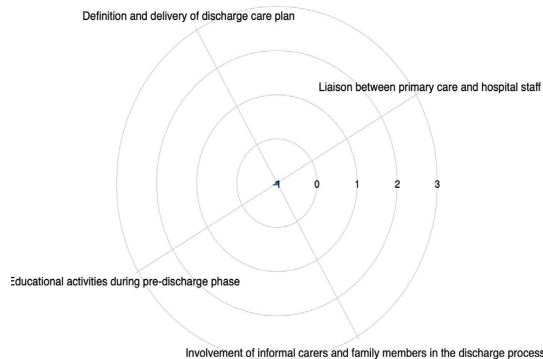 Definition and delivery of discharge care plan
Liaison between primary care and hospital staff
-1 0 1 2 3
Educational activities during pre-discharge phase
Involvement of informal carers and family members in the discharge process